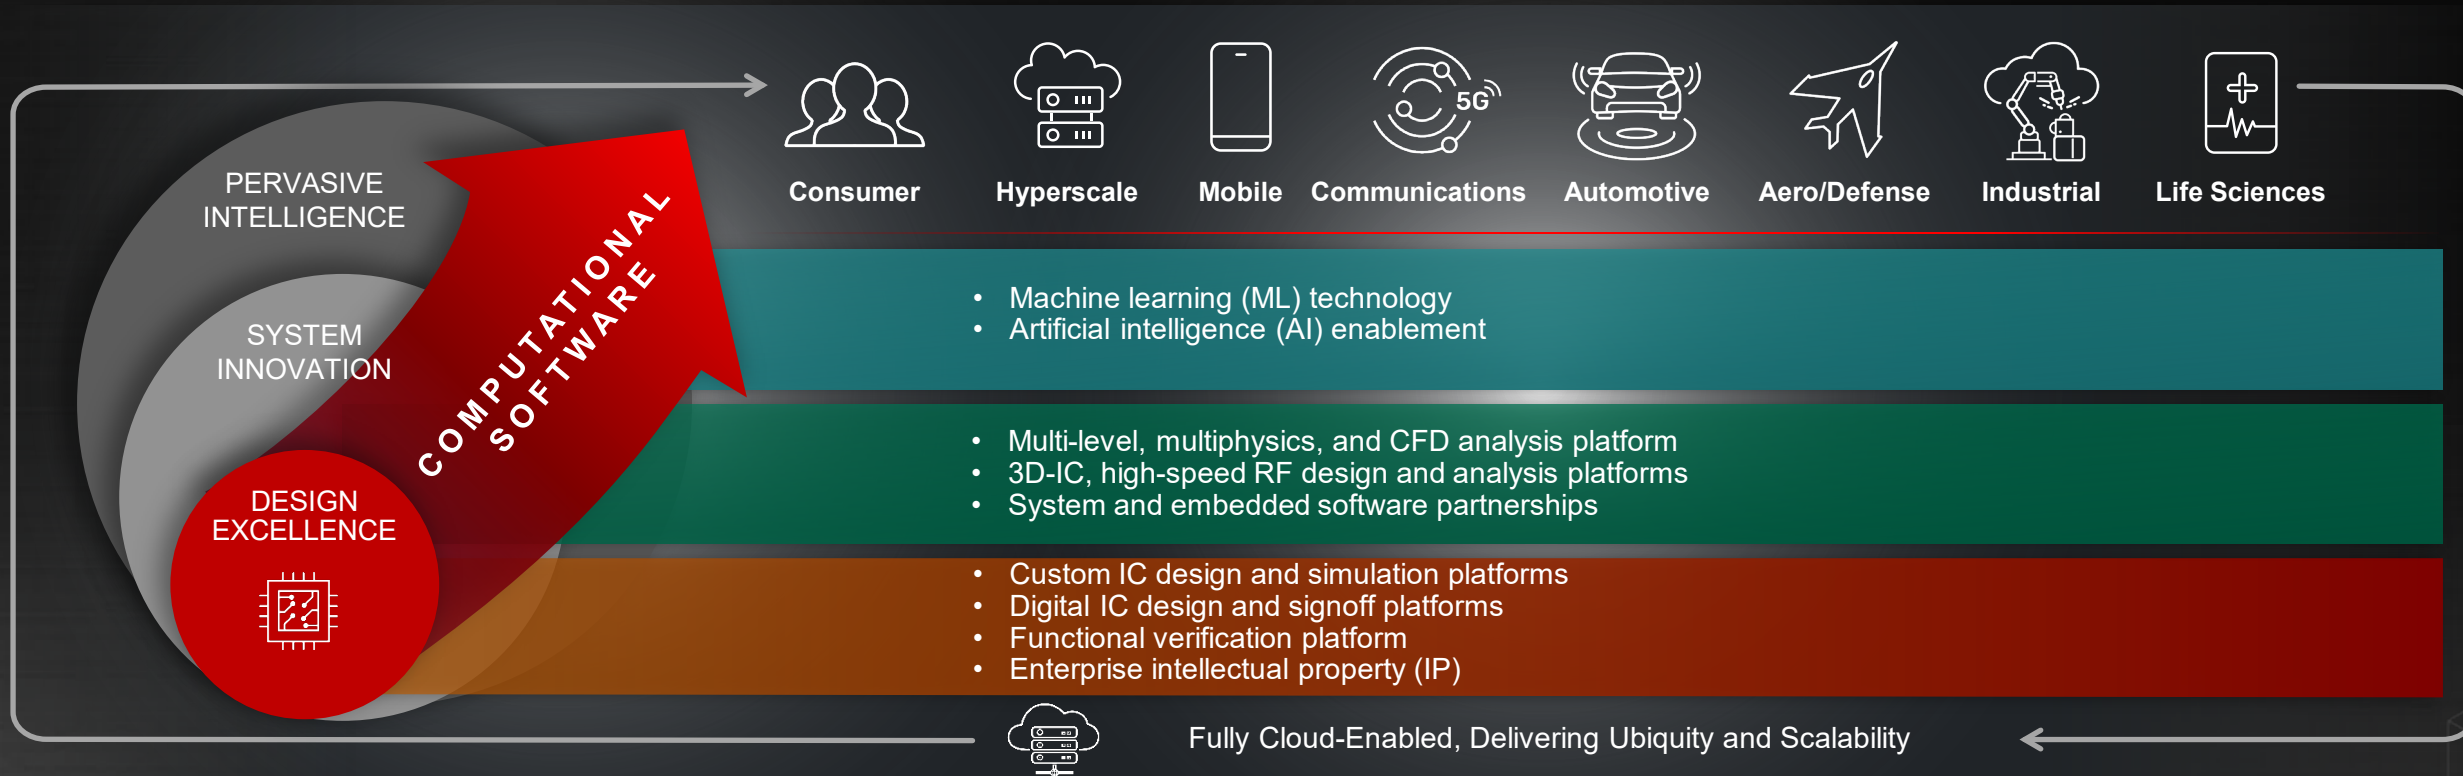 5G
Consumer
Hyperscale
Mobile
Communications
Automotive
Aero/Defense
Industrial
Life Sciences
PERVASIVE
INTELLIGENCE
SYSTEM
INNOVATION
DESIGN
EXCELLENCE
COMPUTATIONAL
SOFTWARE
• Machine learning (ML) technology
• Artificial intelligence (AI) enablement
• Multi-level, multiphysics, and CFD analysis platform
• 3D-IC, high-speed RF design and analysis platforms
• System and embedded software partnerships
• Custom IC design and simulation platforms
• Digital IC design and signoff platforms
• Functional verification platform
• Enterprise intellectual property (IP)
Fully Cloud-Enabled, Delivering Ubiquity and Scalability